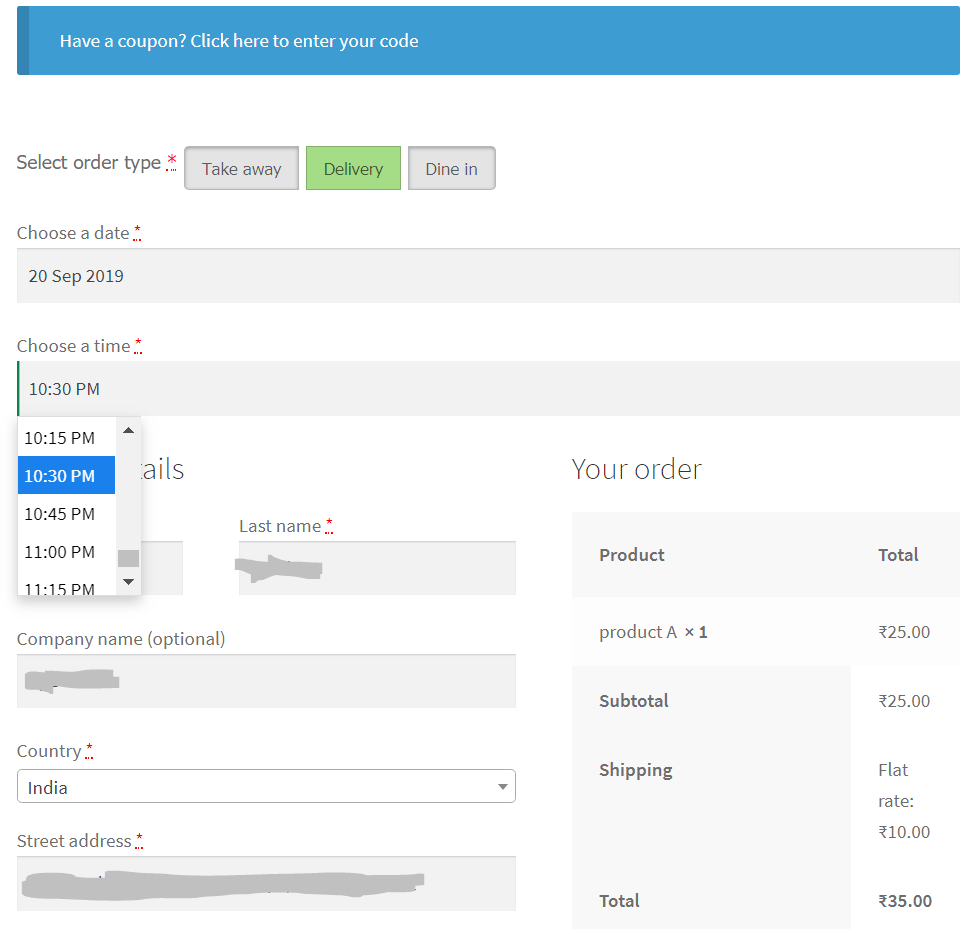 Have a coupon? Click here to enter your code
Select order type * Take away Delivery Dine in
Choose a date *
20 Sep 2019
Choose a time *
10:30 PM
10:15 PM
10:30 PM
10:45 PM
11:00 PM
11:15 PM
tails
Last name *
Company name (optional)
Country *
India
Street address *
Your order
Product Total
product A × 1 ₹25.00
Subtotal ₹25.00
Shipping Flat
rate:
₹10.00
Total ₹35.00